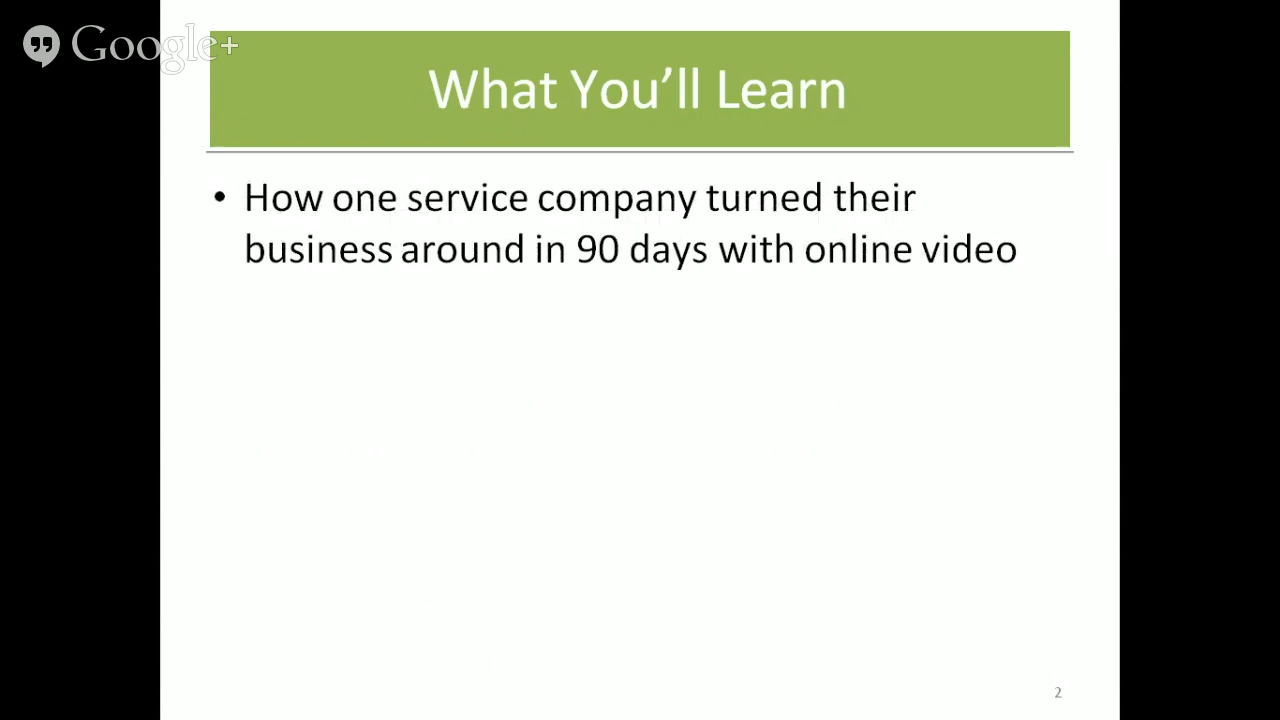 Google+
What You'll Learn
• How one service company turned their
business around in 90 days with online video
2